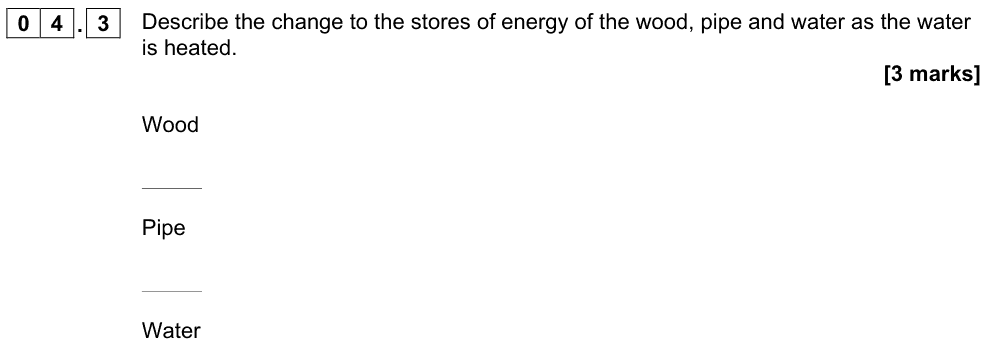 0 4 . 3 Describe the change to the stores of energy of the wood, pipe and water as the water
is heated.
[3 marks]
Wood
Pipe
Water